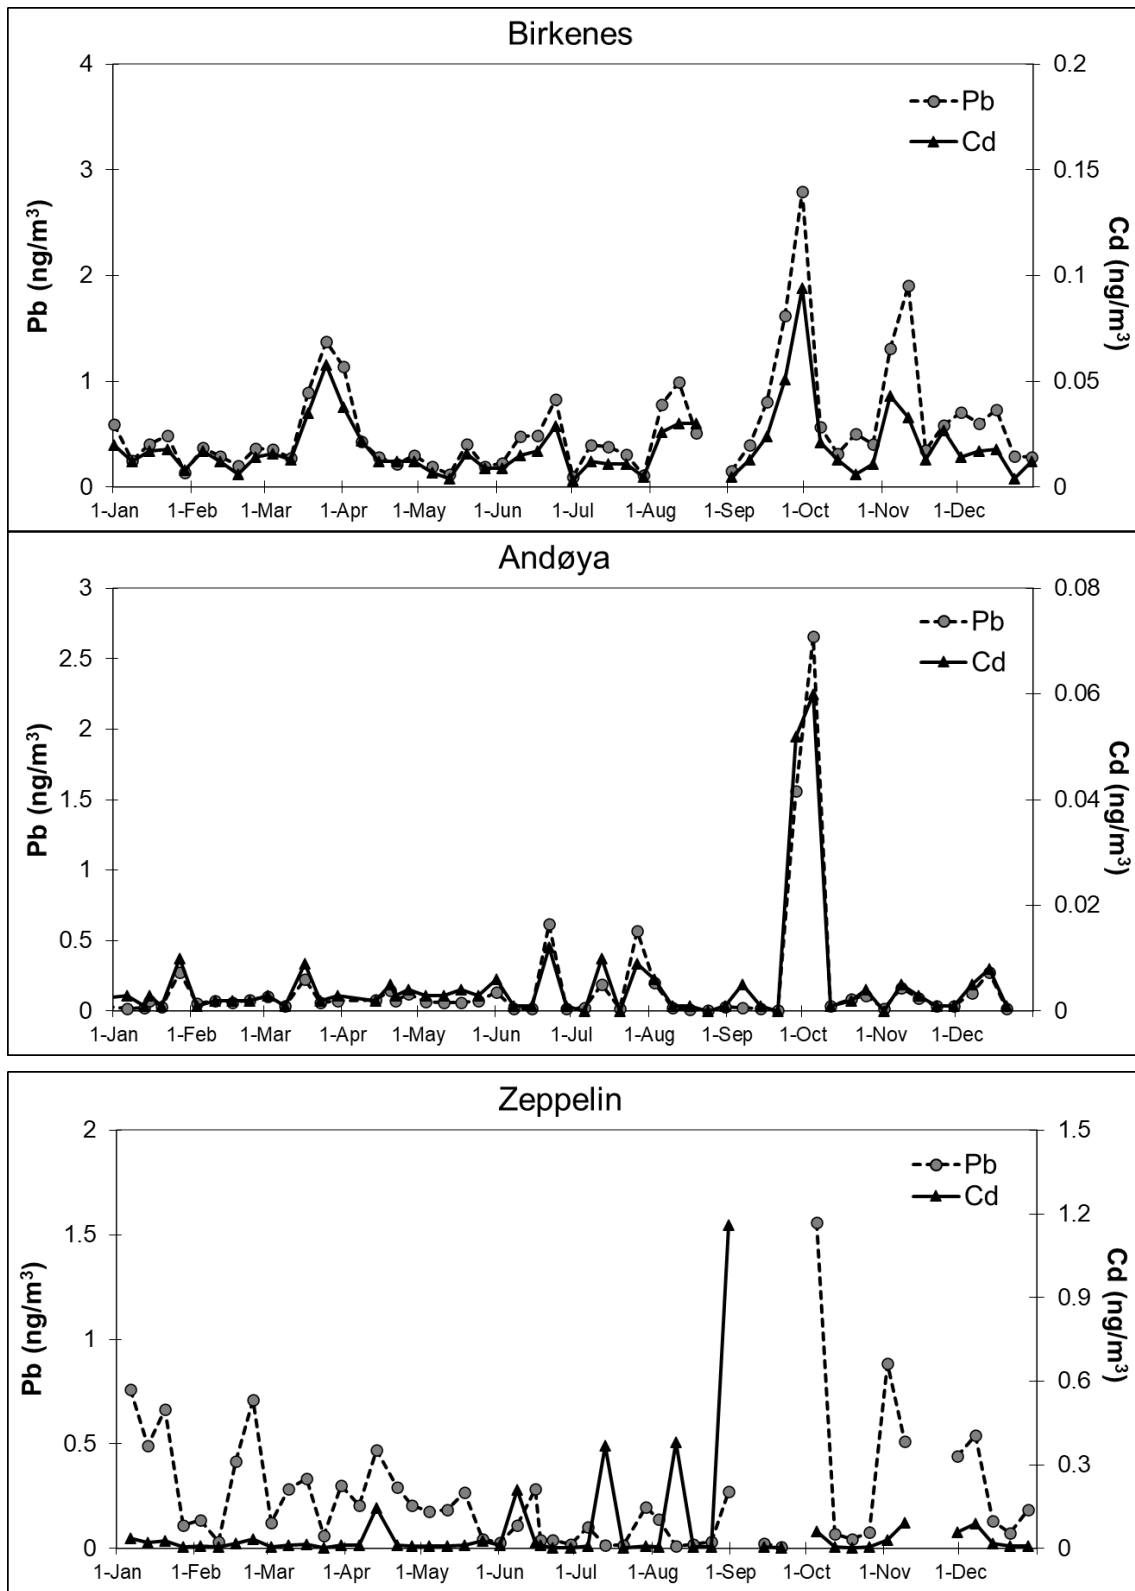 Birkenes
4
3
2
1
0
Pb (ng/m³)
0.2
0.15
0.1
0.05
0
Cd (ng/m³)
Pb
Cd
1-Jan 1-Feb 1-Mar 1-Apr 1-May 1-Jun 1-Jul 1-Aug 1-Sep 1-Oct 1-Nov 1-Dec
Andøya
3
2.5
2
1.5
1
0.5
0
Pb (ng/m³)
0.08
0.06
0.04
0.02
0
Cd (ng/m³)
Pb
Cd
1-Jan 1-Feb 1-Mar 1-Apr 1-May 1-Jun 1-Jul 1-Aug 1-Sep 1-Oct 1-Nov 1-Dec
Zeppelin
2
1.5
1
0.5
0
Pb (ng/m³)
1.5
1.2
0.9
0.6
0.3
0
Cd (ng/m³)
Pb
Cd
1-Jan 1-Feb 1-Mar 1-Apr 1-May 1-Jun 1-Jul 1-Aug 1-Sep 1-Oct 1-Nov 1-Dec